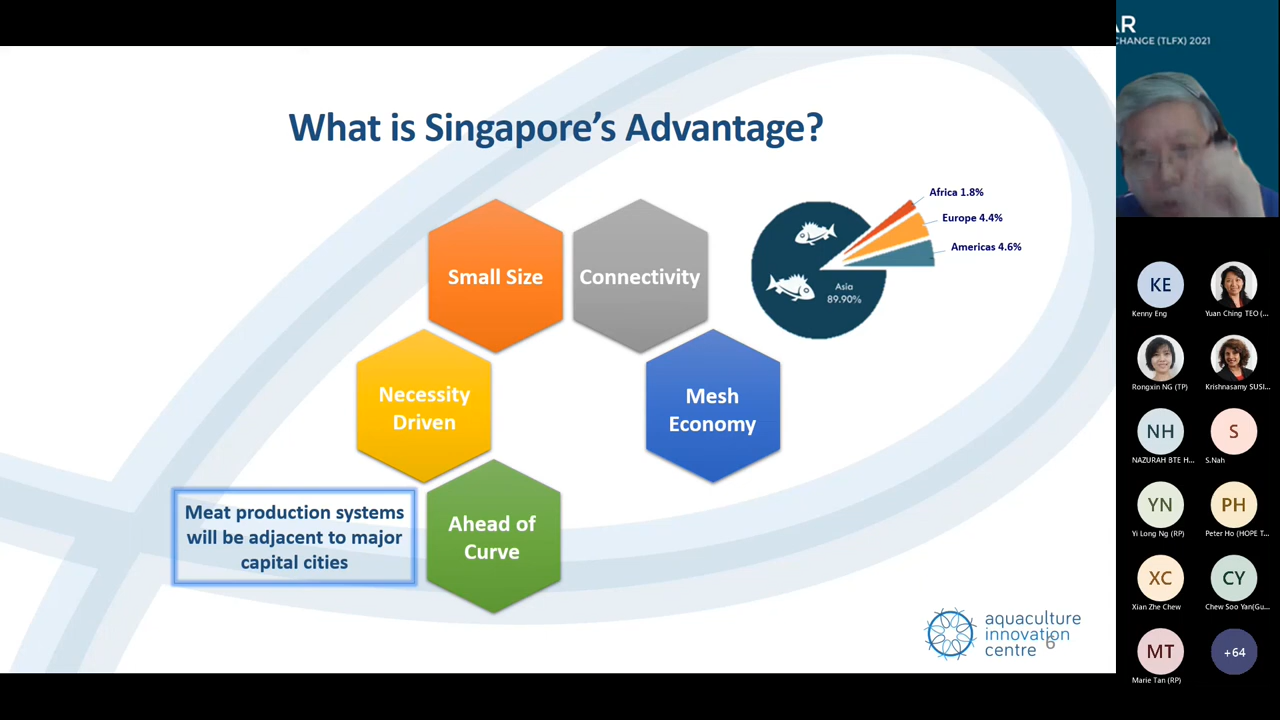 What is Singapore's Advantage?
Small Size
Connectivity
Africa 1.8%
Europe 4.4%
Americas 4.6%
Asia
89.90%
Necessity
Driven
Mesh
Economy
Meat production systems
will be adjacent to major
capital cities
Ahead of
Curve
aquaculture
innovation
centre
6
AR
CHANGE (TLFX) 2021
KE
Kenny Eng
Yuan Ching TEO (...
Rongxin NG (TP)
Krishnasamy SUSI...
NH
NAZURAH BTE H...
S
S.Nah
YN
Yi Long Ng (RP)
PH
Peter Ho (HOPE T...
XC
Xian Zhe Chew
CY
Chew Soo Yan(Gu...
MT
Marie Tan (RP)
+64